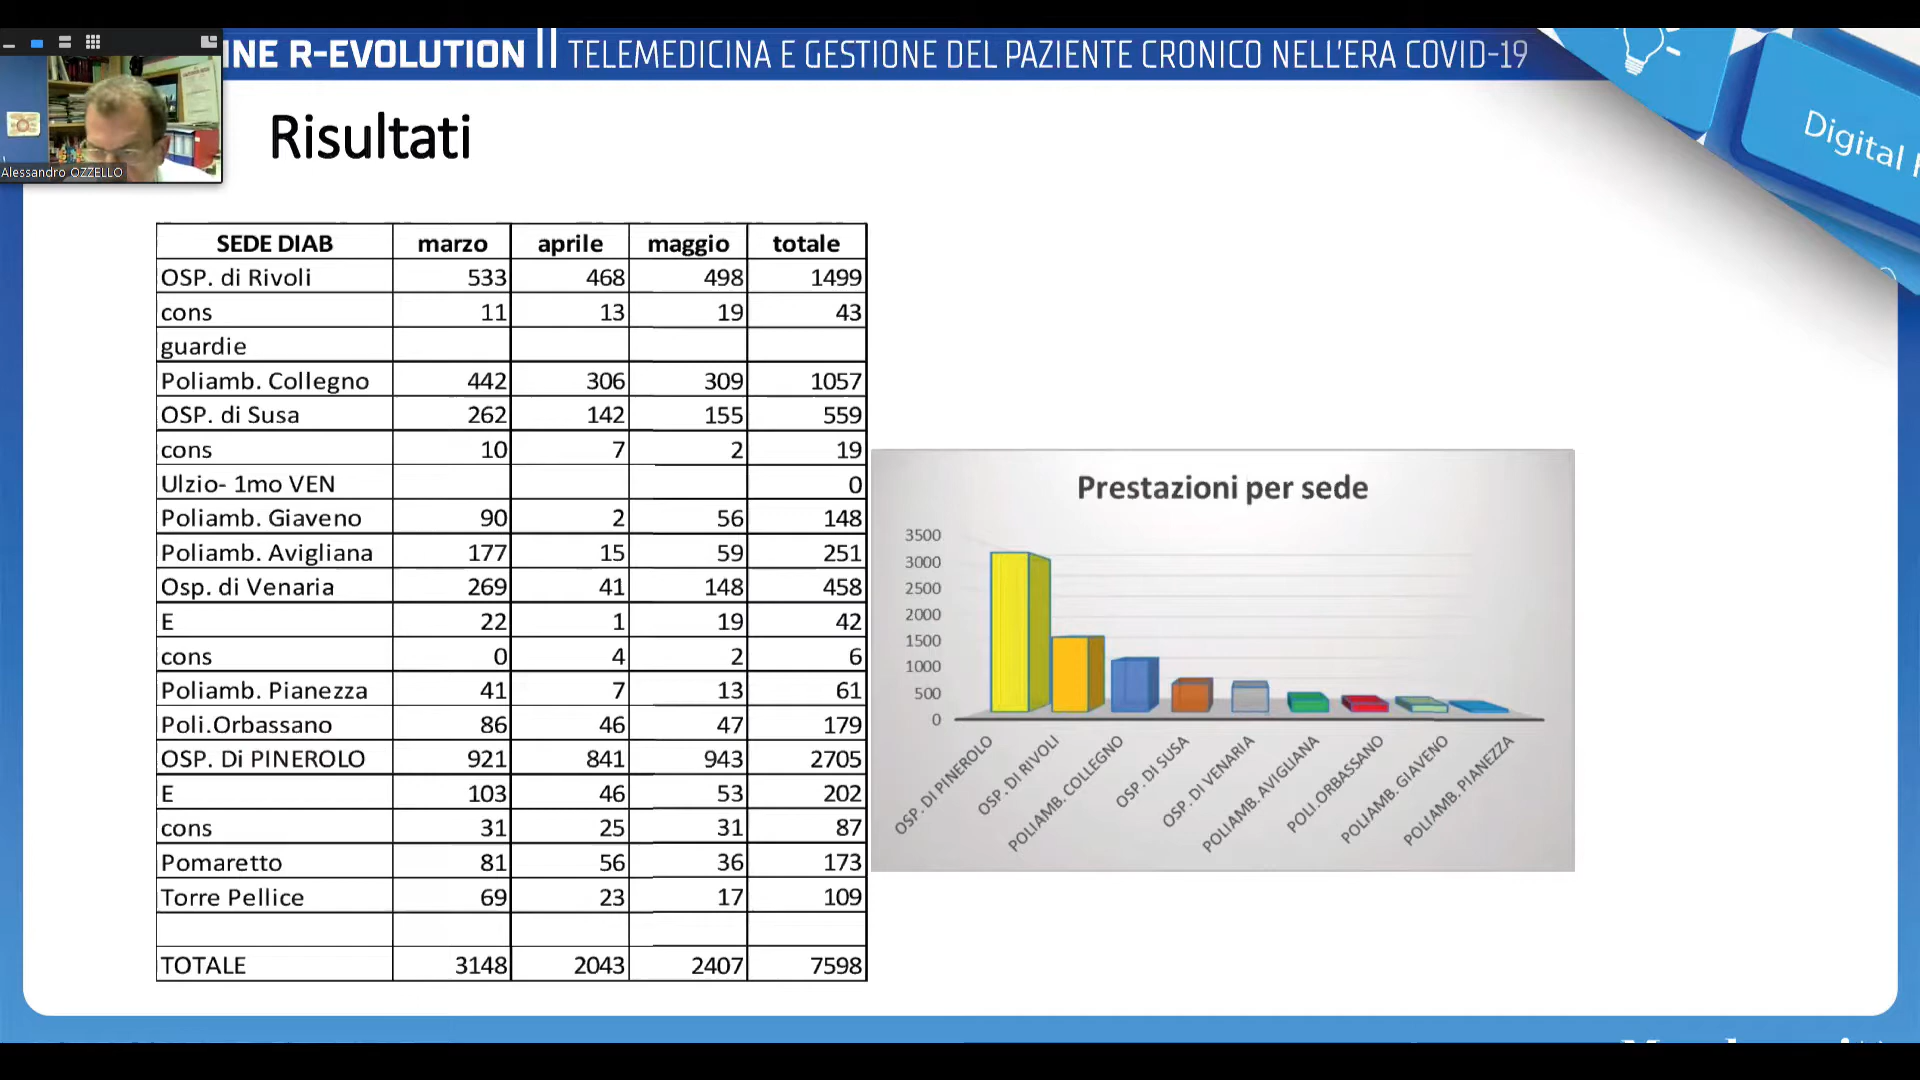 INE R-EVOLUTION || TELEMEDICINA E GESTIONE DEL PAZIENTE CRONICO NELL'ERA COVID-19
Digital
Alessandro OZZELLO
Risultati
SEDE DIAB marzo aprile maggio totale
OSP. di Rivoli 533 468 498 1499
cons 11 13 19 43
guardie
Poliamb. Collegno 442 306 309 1057
OSP. di Susa 262 142 155 559
cons 10 7 2 19
Ulzio- 1mo VEN 0
Poliamb. Giaveno 90 2 56 148
Poliamb. Avigliana 177 15 59 251
Osp. di Venaria 269 41 148 458
E 22 1 19 42
cons 0 4 2 6
Poliamb. Pianezza 41 7 13 61
Poli.Orbassano 86 46 47 179
OSP. Di PINEROLO 921 841 943 2705
E 103 46 53 202
cons 31 25 31 87
Pomaretto 81 56 36 173
Torre Pellice 69 23 17 109
TOTALE 3148 2043 2407 7598
Prestazioni per sede
3500
3000
2500
2000
1500
1000
500
0
OSP. DI PINEROLO
OSP. DI RIVOLI
POLIAMB. COLLEGNO
OSP. DI SUSA
OSP. DI VENARIA
POLIAMB. AVIGLIANA
POLI.ORBASSANO
POLIAMB. GIAVENO
POLIAMB. PIANEZZA